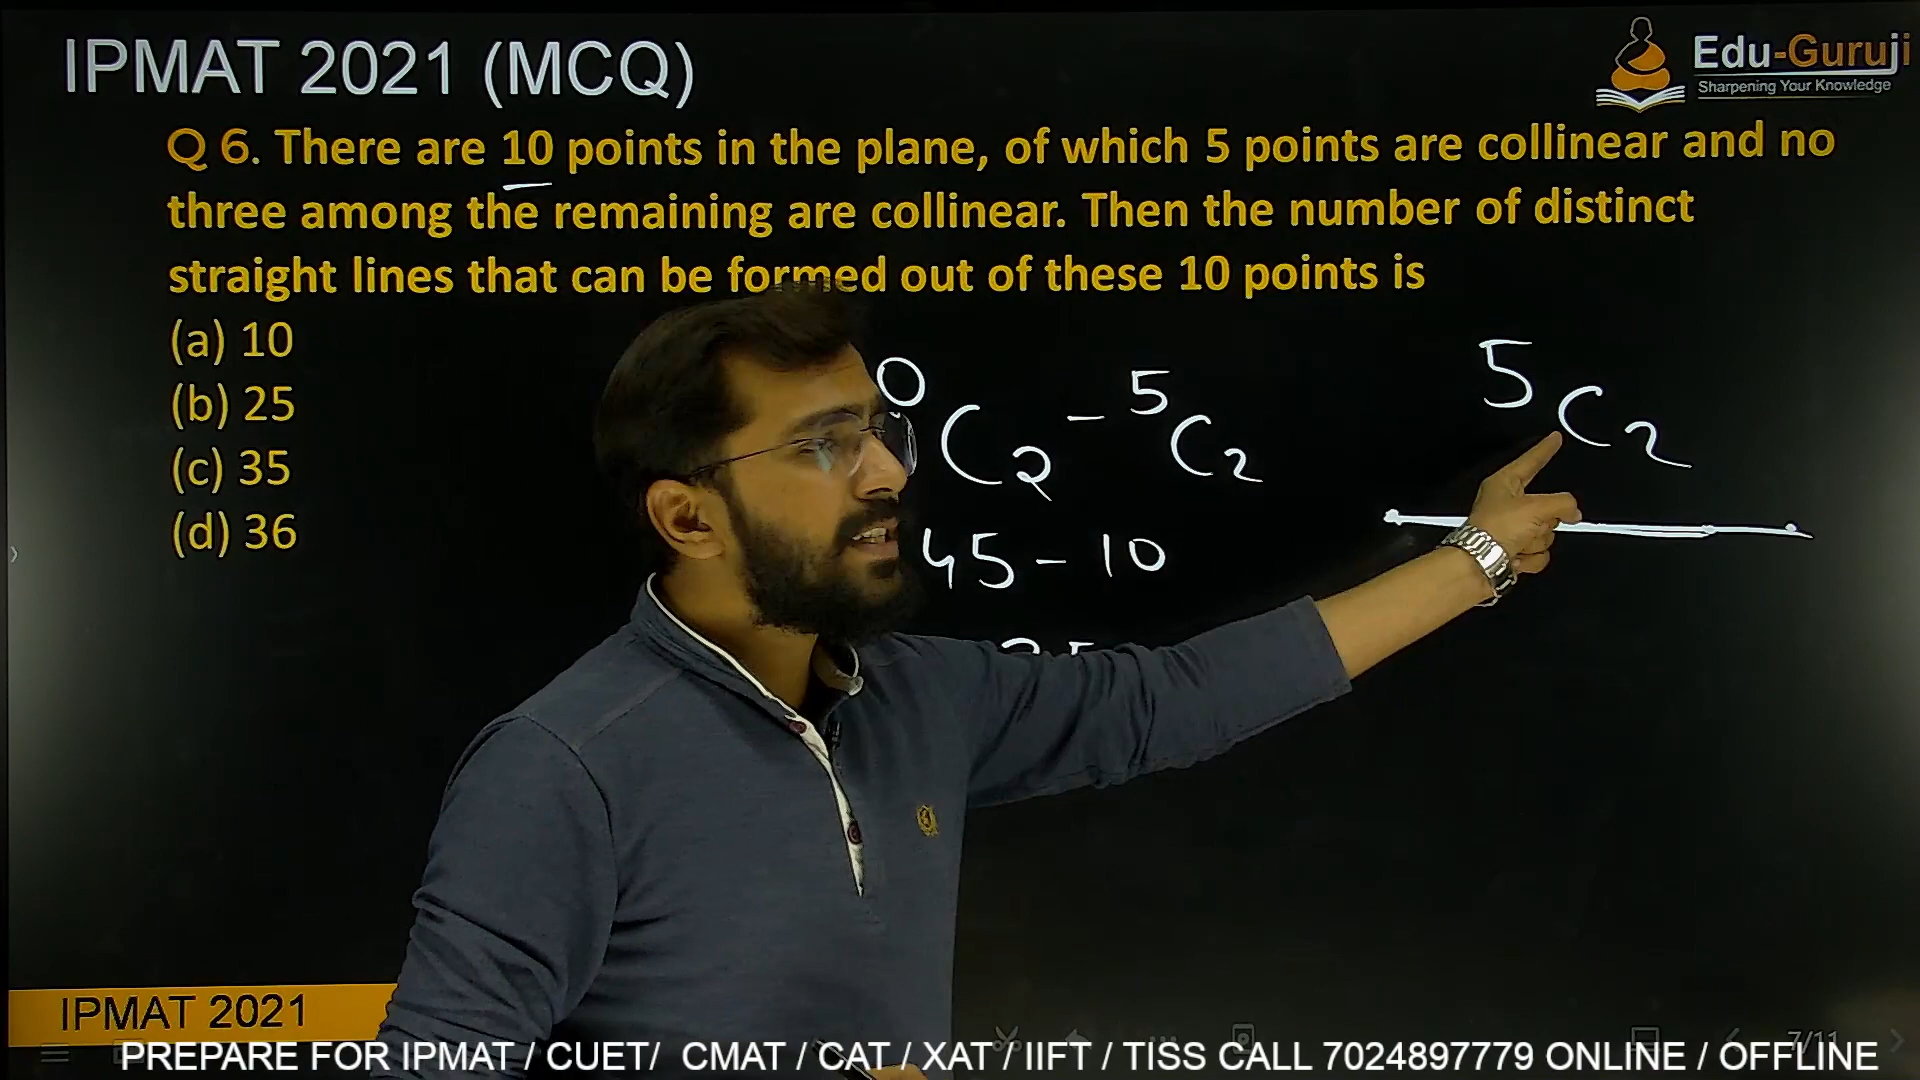 IPMAT 2021 (MCQ)
Edu-Guruji
Sharpening Your Knowledge
Q 6. There are 10 points in the plane, of which 5 points are collinear and no
three among the remaining are collinear. Then the number of distinct
straight lines that can be formed out of these 10 points is
(a) 10
(b) 25
(c) 35
(d) 36
0C2 - 5C2
5C2
45 - 10
IPMAT 2021
7/11
PREPARE FOR IPMAT / CUET/ CMAT / CAT / XAT / IIFT / TISS CALL 7024897779 ONLINE / OFFLINE